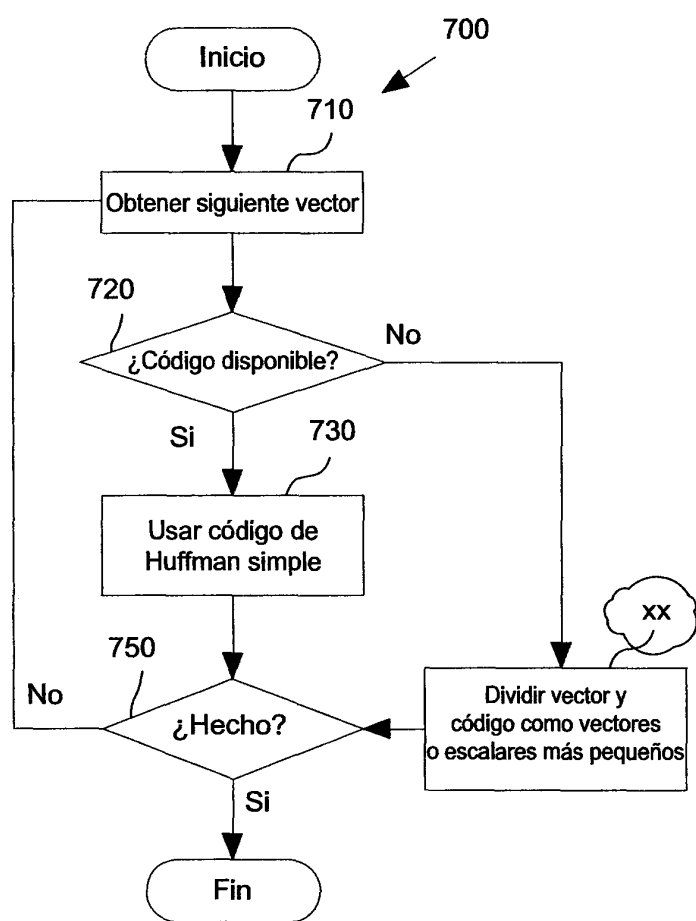 Inicio
700
710
Obtener siguiente vector
720
¿Código disponible?
No
Si
730
Usar código de
Huffman simple
xx
750
No
¿Hecho?
Dividir vector y
código como vectores
o escalares más pequeños
Si
Fin